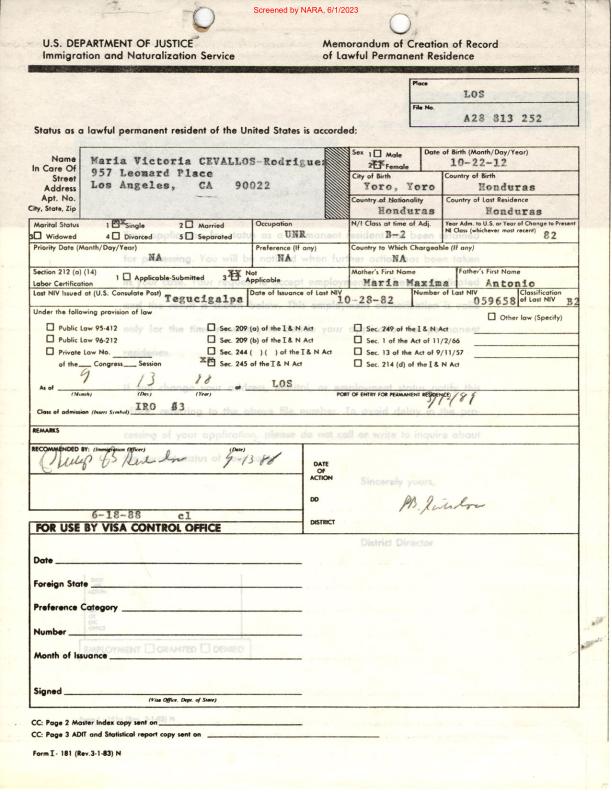 Screened by NARA, 6/1/2023
U.S. DEPARTMENT OF JUSTICE
Immigration and Naturalization Service
Memorandum of Creation of Record
of Lawful Permanent Residence
Place
LOS
File No.
A28 813 252
Status as a lawful permanent resident of the United States is accorded:
Name
In Care Of
Street
Address
Apt. No.
City, State, Zip
Maria Victoria CEVALLOS-Rodriguez
957 Leonard Place
Los Angeles, CA 90022
Sex 1 Male
2 XX Female
Date of Birth (Month/Day/Year)
10-22-12
City of Birth
Yoro, Yoro
Country of Birth
Honduras
Country of Nationality
Honduras
Country of Last Residence
Honduras
Marital Status 1 XX Single 2 Married
3 Widowed 4 Divorced 5 Separated
Occupation
UNR
N/I Class at time of Adj.
B-2
Year Adm. to U.S. or Year of Change to Present
NI Class (whichever most recent) 82
Priority Date (Month/Day/Year)
NA
Preference (If any)
NA
Country to Which Chargeable (If any)
NA
Section 212 (a) (14)
Labor Certification
1 Applicable-Submitted 3 XX Not
Applicable
Mother's First Name
Maria Maxima
Father's First Name
Antonio
Last NIV Issued at (U.S. Consulate Post)
Tegucigalpa
Date of Issuance of Last NIV
10-28-82
Number of Last NIV
059658
Classification
of Last NIV B2
Under the following provision of law
Other law (Specify)
Public Law 95-412 Sec. 209 (a) of the I & N Act Sec. 249 of the I & N Act
Public Law 96-212 Sec. 209 (b) of the I & N Act Sec. 1 of the Act of 11/2/66
Private Law No. Sec. 244 ( ) ( ) of the I & N Act Sec. 13 of the Act of 9/11/57
of the Congress, Session XX Sec. 245 of the I & N Act Sec. 214 (d) of the I & N Act
As of 9 13 88 at LOS
(Month) (Day) (Year) PORT OF ENTRY FOR PERMANENT RESIDENCE
Class of admission (Insert Symbol) IRO #3
REMARKS
RECOMMENDED BY: (Immigration Officer) (Date)
9-13-88
DATE
OF
ACTION
DD
DISTRICT
Sincerely yours,
District Director
6-18-88 cl
FOR USE BY VISA CONTROL OFFICE
Date
Foreign State
Preference Category
Number
EMPLOYMENT GRANTED DENIED
Month of Issuance
Signed
(Visa Office, Dept. of State)
CC: Page 2 Master Index copy sent on
CC: Page 3 ADIT and Statistical report copy sent on
Form I-181 (Rev.3-1-83) N